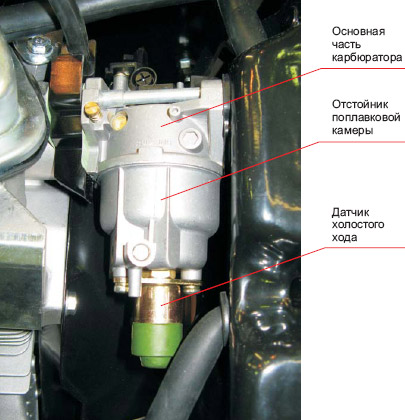 Основная
часть
карбюратора
Отстойник
поплавковой
камеры
Датчик
холостого
хода